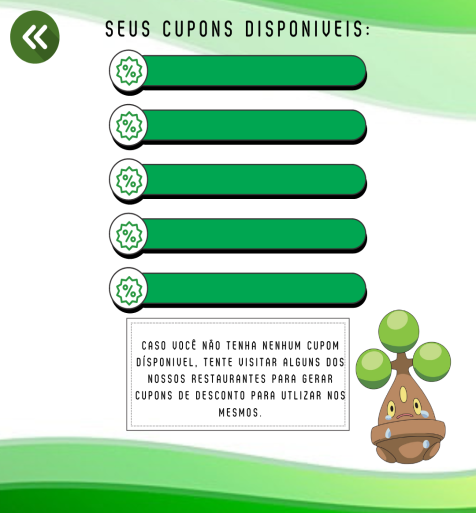 SEUS CUPONS DISPONIVEIS:
%
%
%
%
%
CASO VOCÊ NÃO TENHA NENHUM CUPOM
DÍSPONIVEL, TENTE VISITAR ALGUNS DOS
NOSSOS RESTAURANTES PARA GERAR
CUPONS DE DESCONTO PARA UTLIZAR NOS
MESMOS.